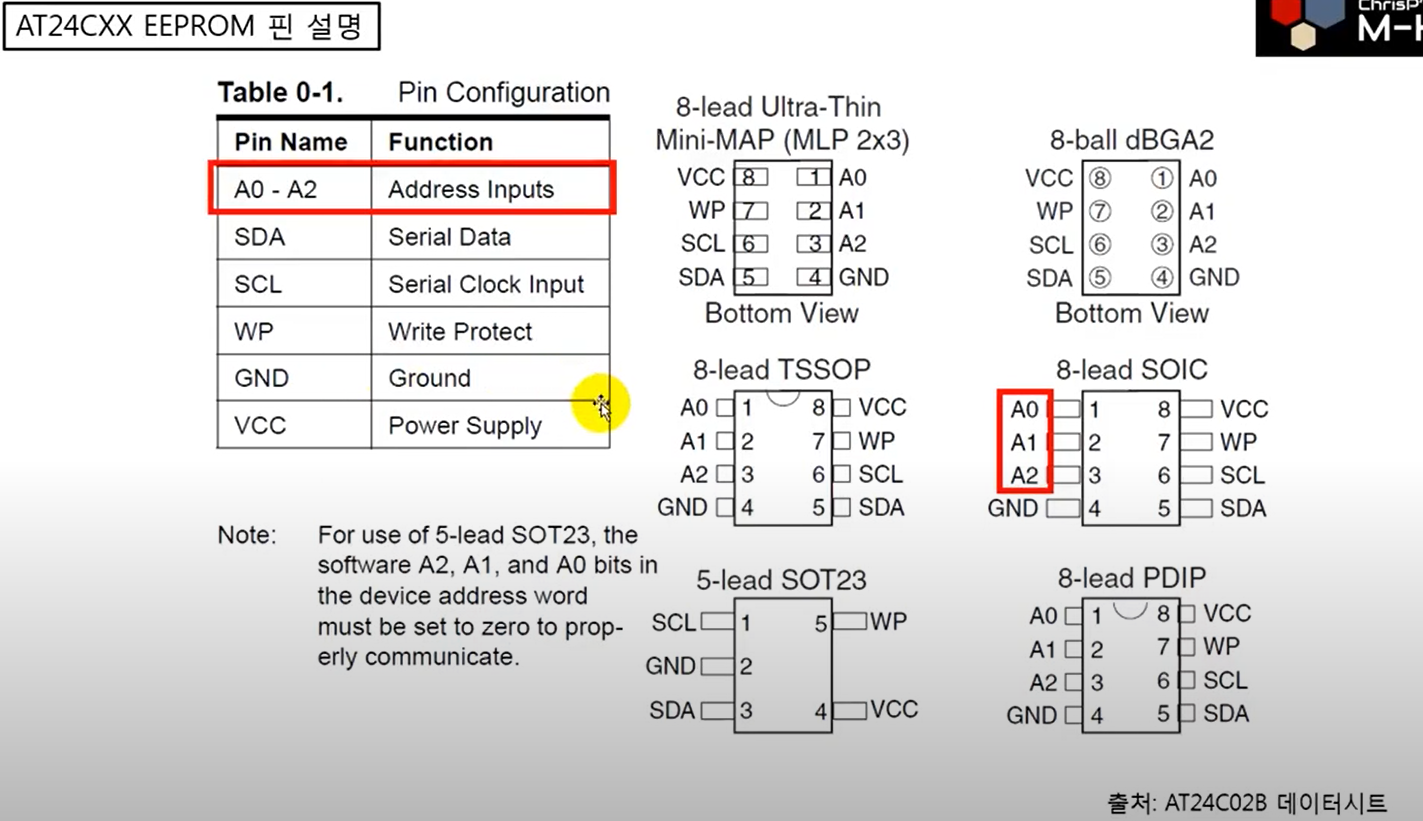 AT24CXX EEPROM 핀 설명
ChrisP'
M-H
Table 0-1. Pin Configuration
Pin Name Function
A0 - A2 Address Inputs
SDA Serial Data
SCL Serial Clock Input
WP Write Protect
GND Ground
VCC Power Supply
Note: For use of 5-lead SOT23, the
software A2, A1, and A0 bits in
the device address word
must be set to zero to prop-
erly communicate.
8-lead Ultra-Thin
Mini-MAP (MLP 2x3)
VCC 8 1 A0
WP 7 2 A1
SCL 6 3 A2
SDA 5 4 GND
Bottom View
8-ball dBGA2
VCC ⑧ ① A0
WP ⑦ ② A1
SCL ⑥ ③ A2
SDA ⑤ ④ GND
Bottom View
8-lead TSSOP
A0 1 8 VCC
A1 2 7 WP
A2 3 6 SCL
GND 4 5 SDA
8-lead SOIC
A0 1 8 VCC
A1 2 7 WP
A2 3 6 SCL
GND 4 5 SDA
5-lead SOT23
SCL 1 5 WP
GND 2
SDA 3 4 VCC
8-lead PDIP
A0 1 8 VCC
A1 2 7 WP
A2 3 6 SCL
GND 4 5 SDA
출처: AT24C02B 데이터시트